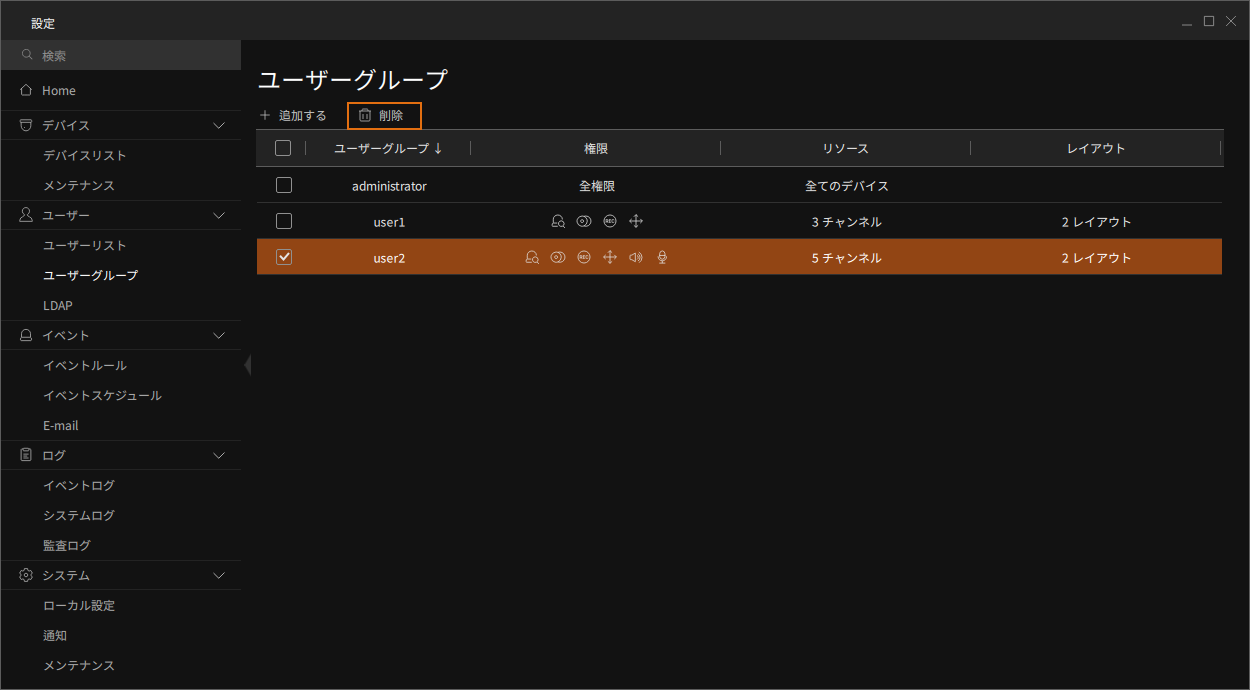 設定
検索
Home
デバイス
デバイスリスト
メンテナンス
ユーザー
ユーザーリスト
ユーザーグループ
LDAP
イベント
イベントルール
イベントスケジュール
E-mail
ログ
イベントログ
システムログ
監査ログ
システム
ローカル設定
通知
メンテナンス
ユーザーグループ
追加する 削除
ユーザーグループ ↓ 権限 リソース レイアウト
administrator 全権限 全てのデバイス
user1 REC 3 チャンネル 2 レイアウト
user2 REC 5 チャンネル 2 レイアウト